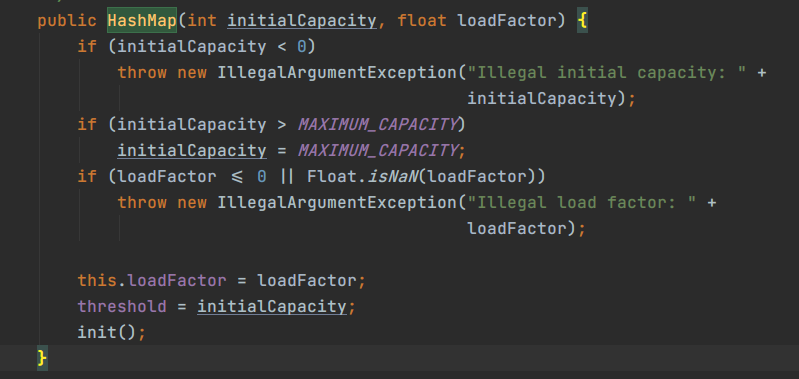 public HashMap(int initialCapacity, float loadFactor) {
if (initialCapacity < 0)
throw new IllegalArgumentException("Illegal initial capacity: " +
initialCapacity);
if (initialCapacity > MAXIMUM_CAPACITY)
initialCapacity = MAXIMUM_CAPACITY;
if (loadFactor ⩽ 0 || Float.isNaN(loadFactor))
throw new IllegalArgumentException("Illegal load factor: " +
loadFactor);
this.loadFactor = loadFactor;
threshold = initialCapacity;
init();
}